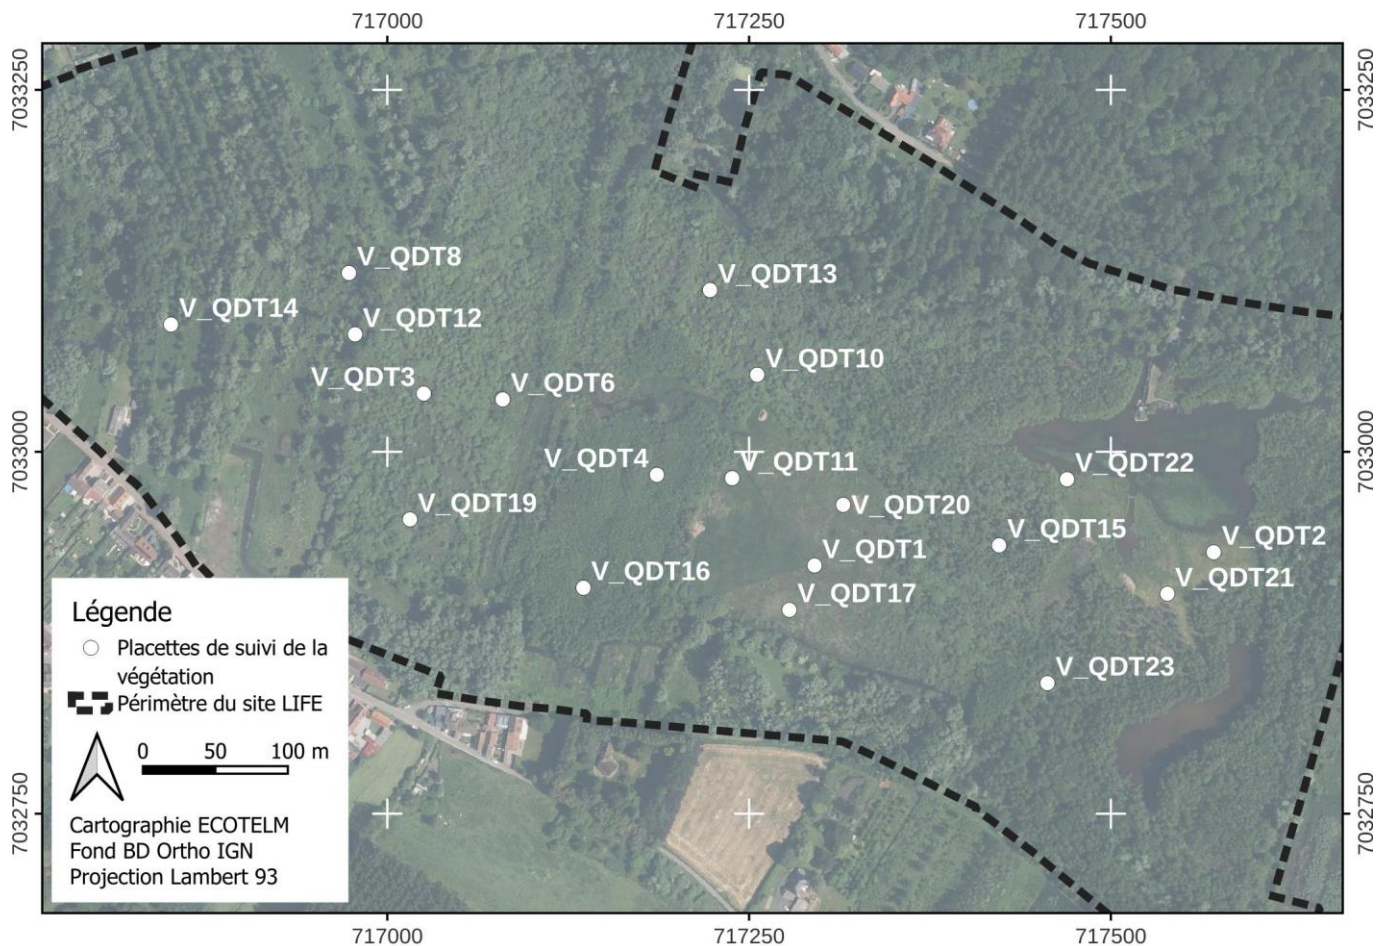 717000 717250 717500
7033250 7033250
V_QDT8
V_QDT13
V_QDT14
V_QDT12
V_QDT10
V_QDT3
V_QDT6
7033000 7033000
V_QDT4
V_QDT11
V_QDT22
V_QDT19
V_QDT20
V_QDT15
V_QDT2
V_QDT1
V_QDT16
V_QDT21
V_QDT17
V_QDT23
Légende
Placettes de suivi de la
végétation
Périmètre du site LIFE
0 50 100 m
Cartographie ECOTELM
Fond BD Ortho IGN
Projection Lambert 93
7032750 7032750
717000 717250 717500